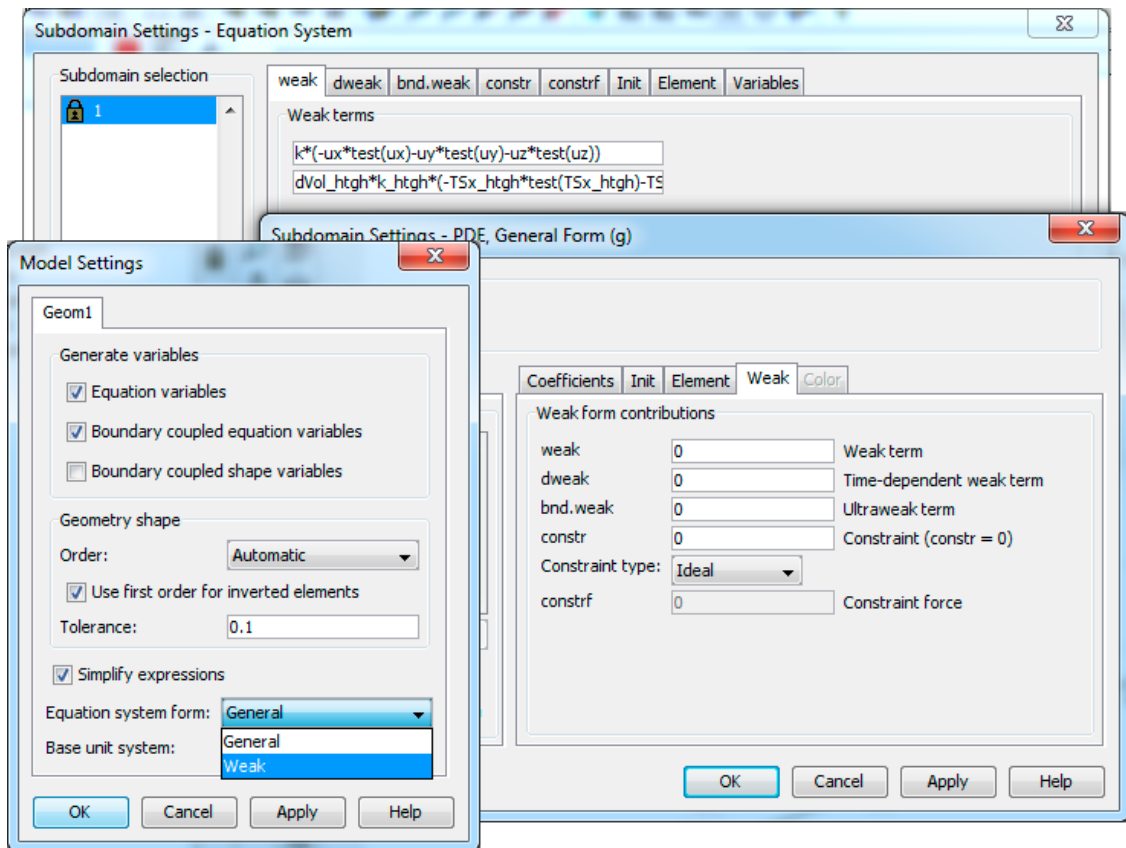 Subdomain Settings - Equation System
Subdomain selection
1
weak dweak bnd.weak constr constrf Init Element Variables
Weak terms
k*(-ux*test(ux)-uy*test(uy)-uz*test(uz))
dVol_htgh*k_htgh*(-TSx_htgh*test(TSx_htgh)-TS
Subdomain Settings - PDE, General Form (g)
Coefficients Init Element Weak Color
Weak form contributions
weak 0 Weak term
dweak 0 Time-dependent weak term
bnd.weak 0 Ultraweak term
constr 0 Constraint (constr = 0)
Constraint type: Ideal
constrf 0 Constraint force
OK Cancel Apply Help
Model Settings
Geom1
Generate variables
Equation variables
Boundary coupled equation variables
Boundary coupled shape variables
Geometry shape
Order: Automatic
Use first order for inverted elements
Tolerance: 0.1
Simplify expressions
Equation system form: General
General
Base unit system:
Weak
OK Cancel Apply Help